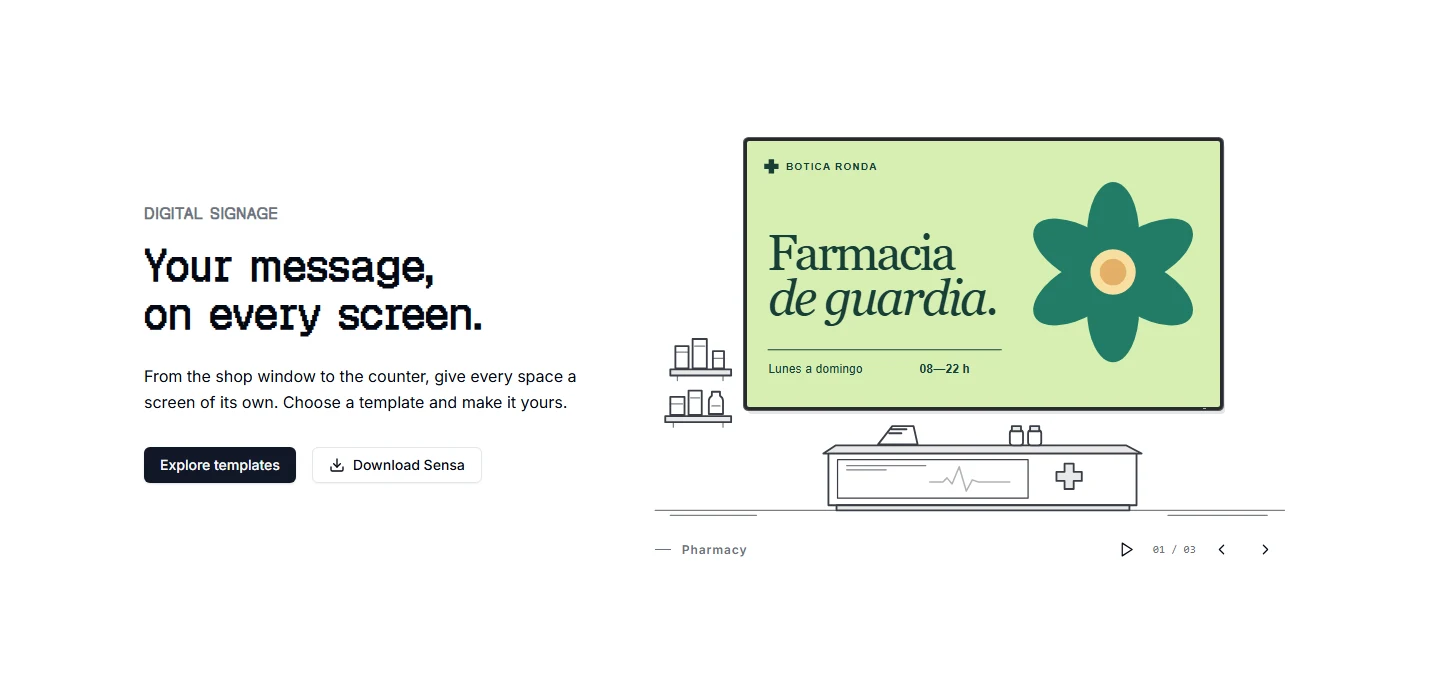 DIGITAL SIGNAGE
Your message,
on every screen.
From the shop window to the counter, give every space a
screen of its own. Choose a template and make it yours.
Explore templates
Download Sensa
BOTICA RONDA
Farmacia
de guardia.
Lunes a domingo
08—22 h
Pharmacy
01 / 03